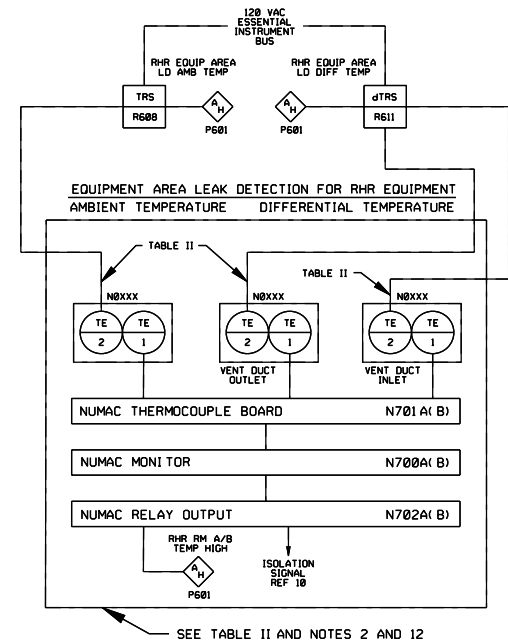 120 VAC
ESSENTIAL
INSTRUMENT
BUS
RHR EQUIP AREA
LD AMB TEMP
RHR EQUIP AREA
LD DIFF TEMP
TRS
R608
A
H
P601
A
H
P601
dTRS
R611
EQUIPMENT AREA LEAK DETECTION FOR RHR EQUIPMENT
AMBIENT TEMPERATURE DIFFERENTIAL TEMPERATURE
TABLE II
TABLE II
N0XXX
N0XXX
N0XXX
TE
2
TE
1
TE
2
TE
1
TE
2
TE
1
VENT DUCT
OUTLET
VENT DUCT
INLET
NUMAC THERMOCOUPLE BOARD N701A(B)
NUMAC MONITOR N700A(B)
NUMAC RELAY OUTPUT N702A(B)
RHR RM A/B
TEMP HIGH
A
H
P601
ISOLATION
SIGNAL
REF 10
SEE TABLE II AND NOTES 2 AND 12